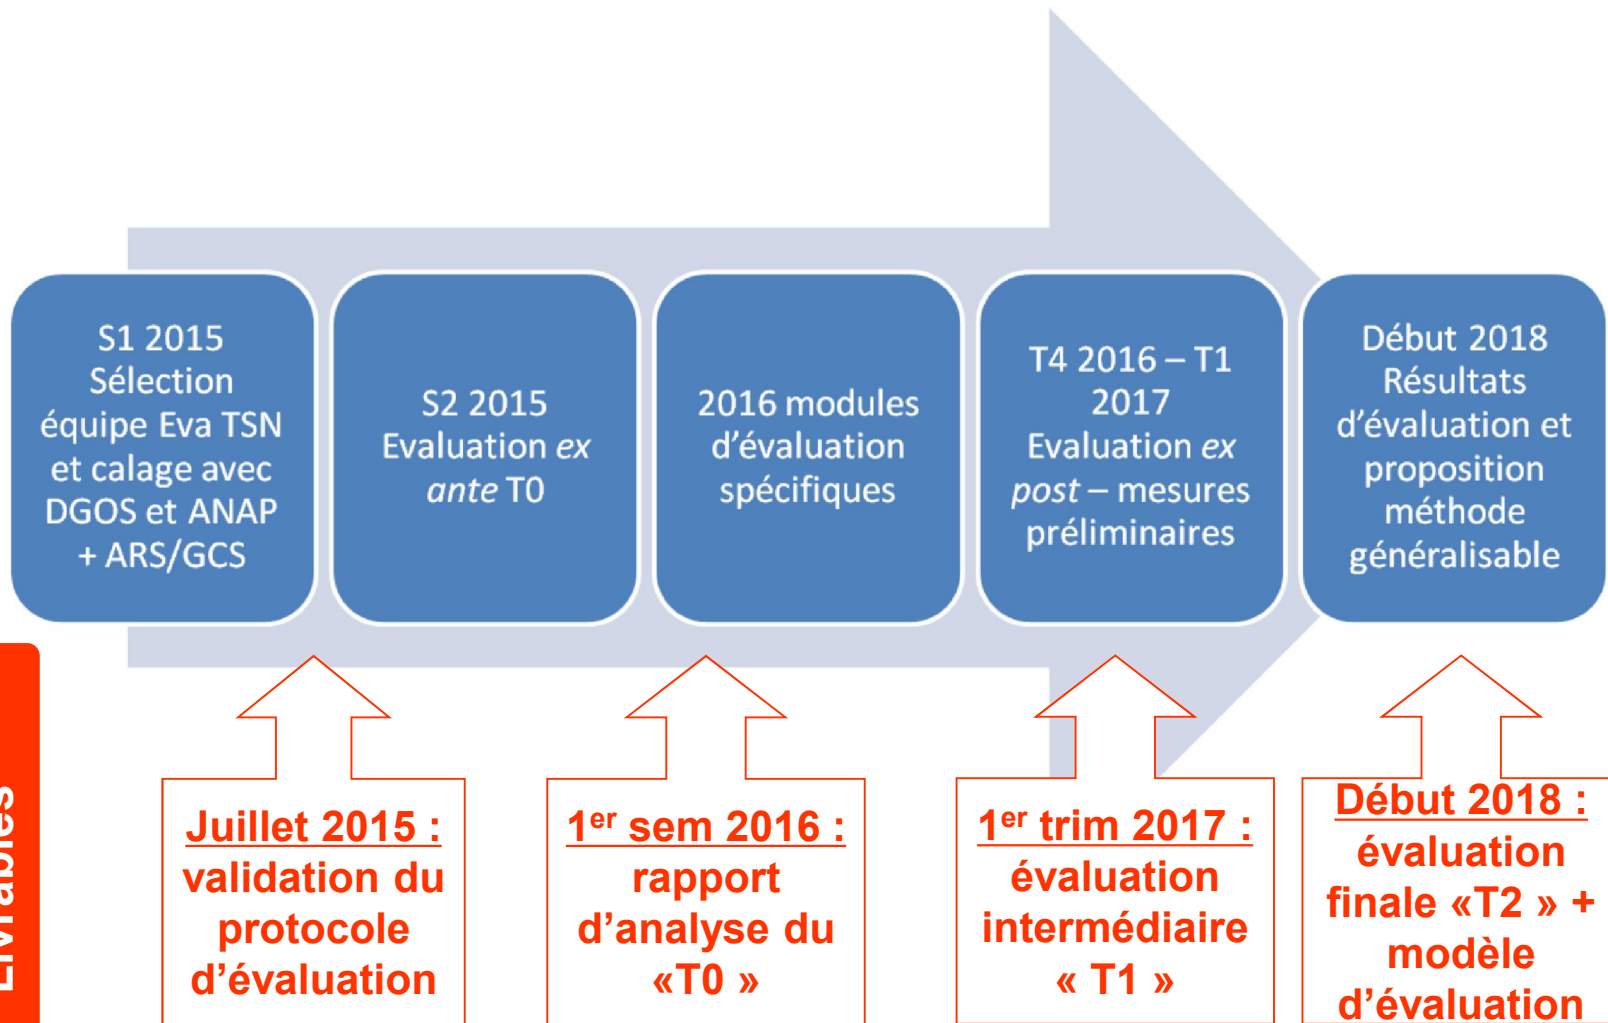 S1 2015
Sélection
équipe Eva TSN
et calage avec
DGOS et ANAP
+ ARS/GCS
S2 2015
Evaluation ex
ante T0
2016 modules
d’évaluation
spécifiques
T4 2016 – T1
2017
Evaluation ex
post – mesures
préliminaires
Début 2018
Résultats
d’évaluation et
proposition
méthode
généralisable
Livrables
Juillet 2015 :
validation du
protocole
d’évaluation
1er sem 2016 :
rapport
d’analyse du
«T0 »
1er trim 2017 :
évaluation
intermédiaire
« T1 »
Début 2018 :
évaluation
finale «T2 » +
modèle
d’évaluation